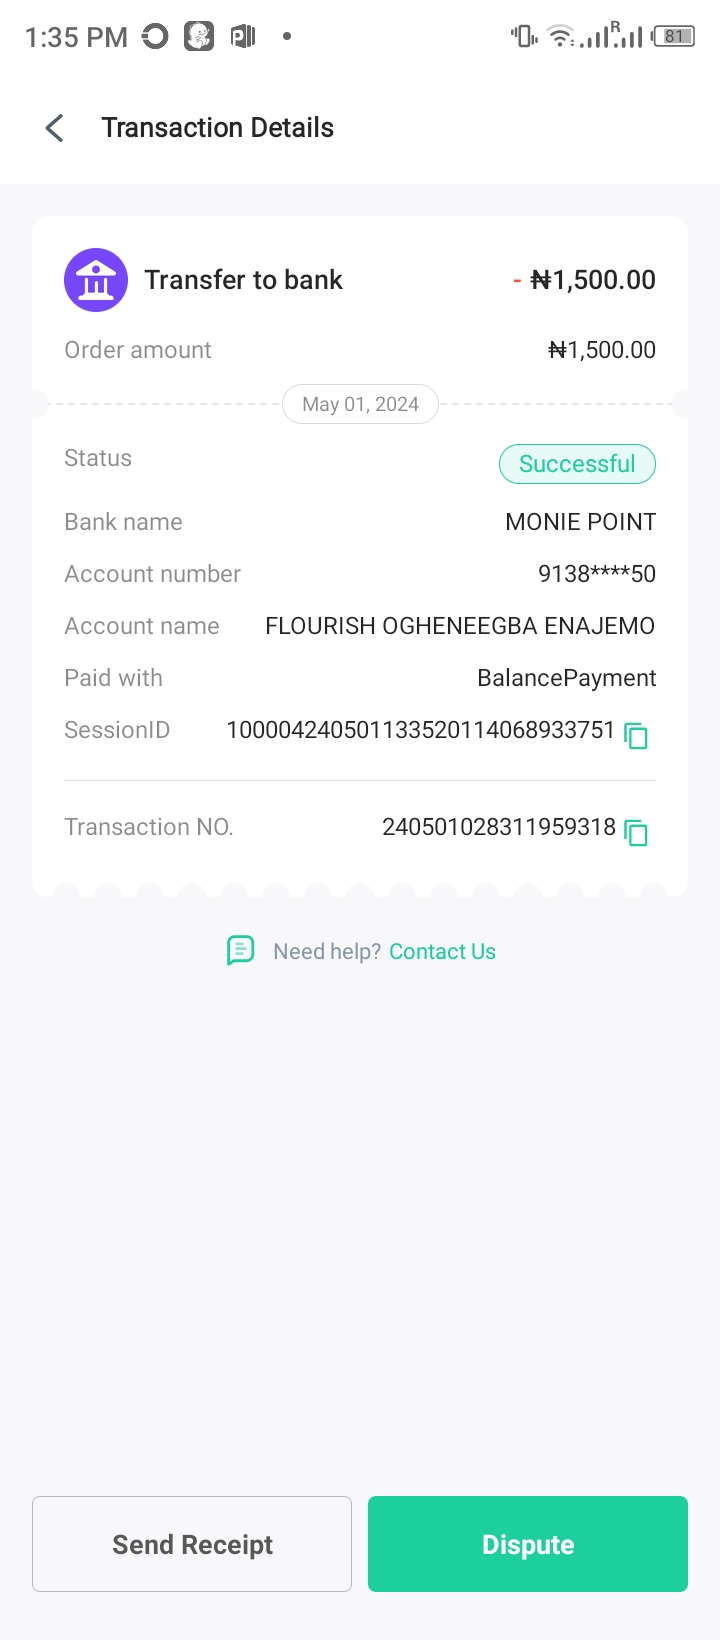 1:35 PM
R
81
Transaction Details
Transfer to bank - ₦1,500.00
Order amount ₦1,500.00
May 01, 2024
Status Successful
Bank name MONIE POINT
Account number 9138****50
Account name FLOURISH OGHENEEGBA ENAJEMO
Paid with BalancePayment
SessionID 100004240501133520114068933751
Transaction NO. 240501028311959318
Need help? Contact Us
Send Receipt Dispute